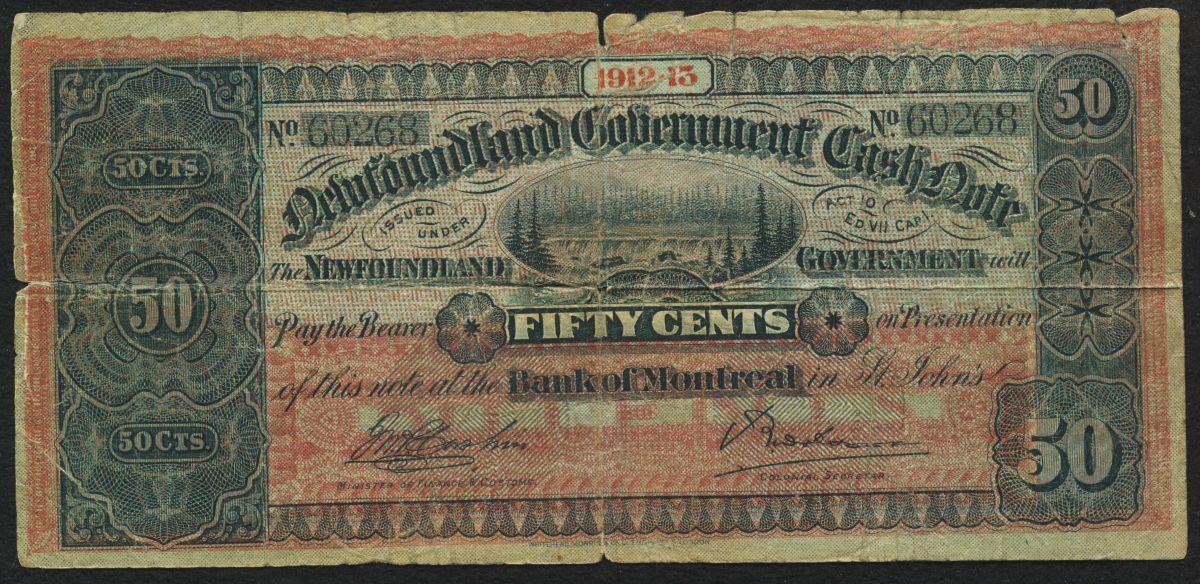 1912-13
50
Nº 60268
Nº 60268
Newfoundland Government Cash Note
50CTS.
ISSUED UNDER
ACT 10 ED. VII CAP.
The NEWFOUNDLAND GOVERNMENT will
50
Pay the Bearer FIFTY CENTS on Presentation
of this note at the Bank of Montreal in St. John's
50CTS.
50
MINISTER OF FINANCE & CUSTOMS.
COLONIAL SECRETARY